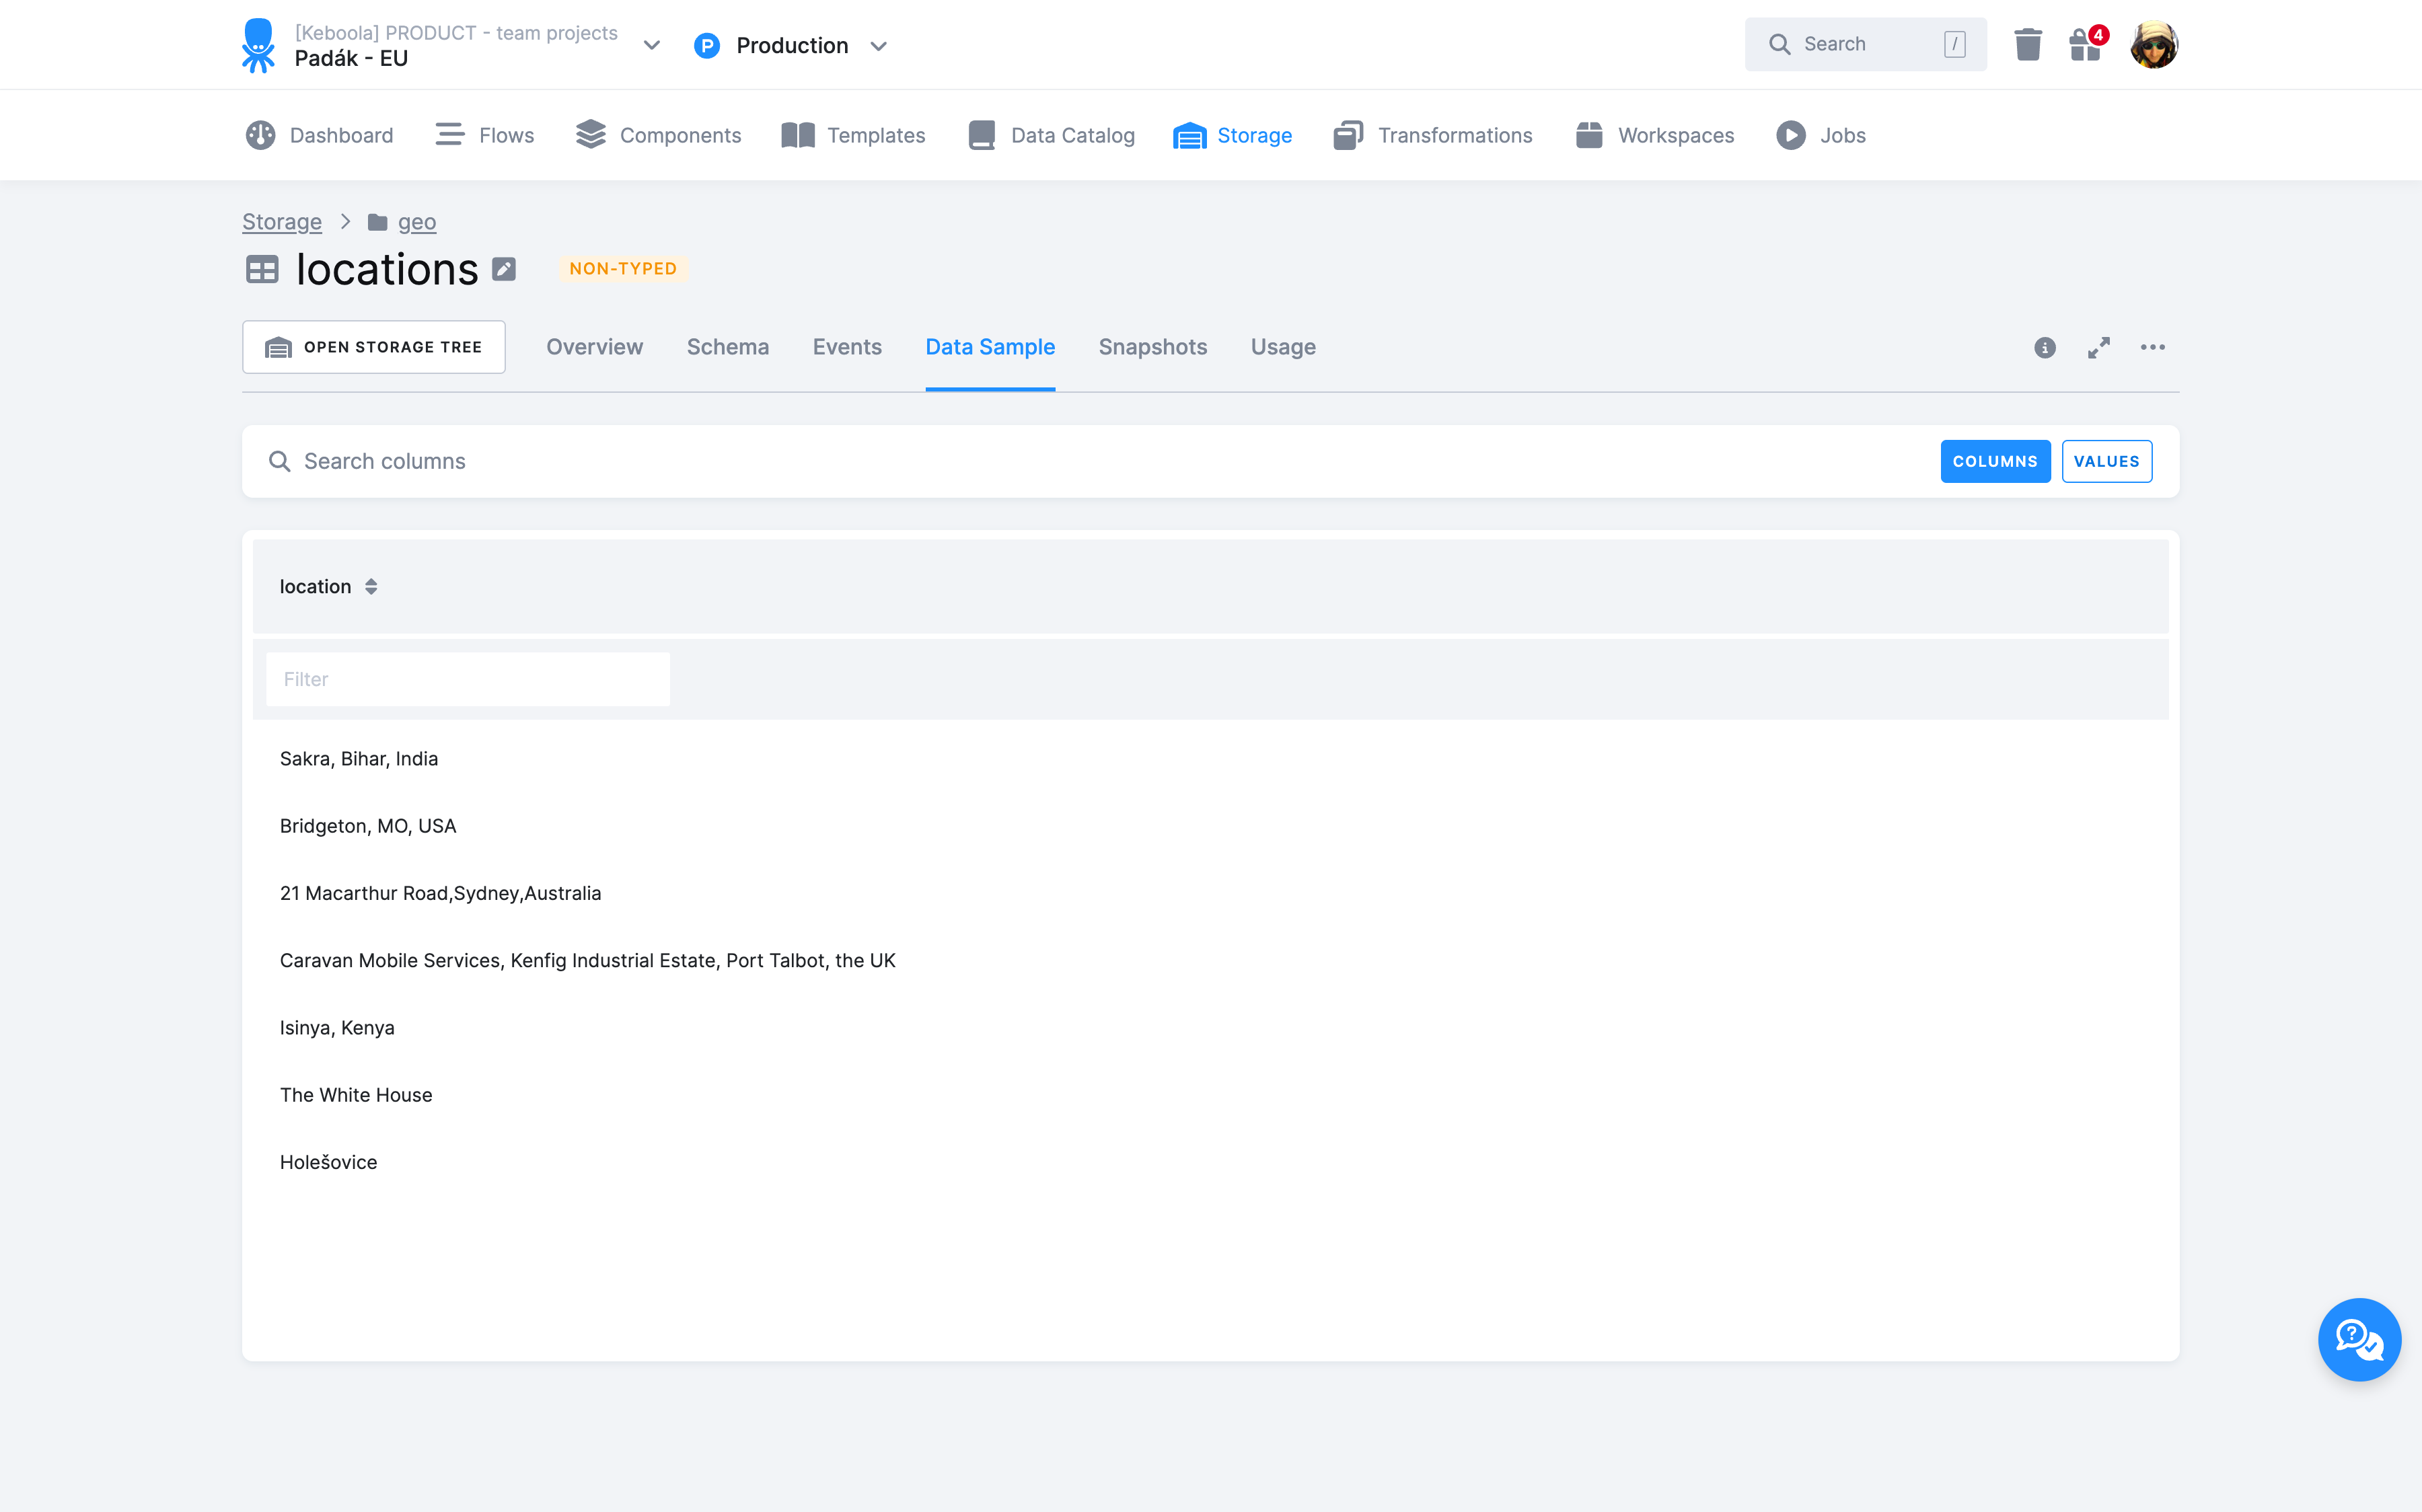 [Keboola] PRODUCT - team projects
Padák - EU
P Production
Search /
4
Dashboard Flows Components Templates Data Catalog Storage Transformations Workspaces Jobs
Storage geo
locations NON-TYPED
OPEN STORAGE TREE Overview Schema Events Data Sample Snapshots Usage
Search columns COLUMNS VALUES
location
Filter
Sakra, Bihar, India
Bridgeton, MO, USA
21 Macarthur Road,Sydney,Australia
Caravan Mobile Services, Kenfig Industrial Estate, Port Talbot, the UK
Isinya, Kenya
The White House
Holešovice